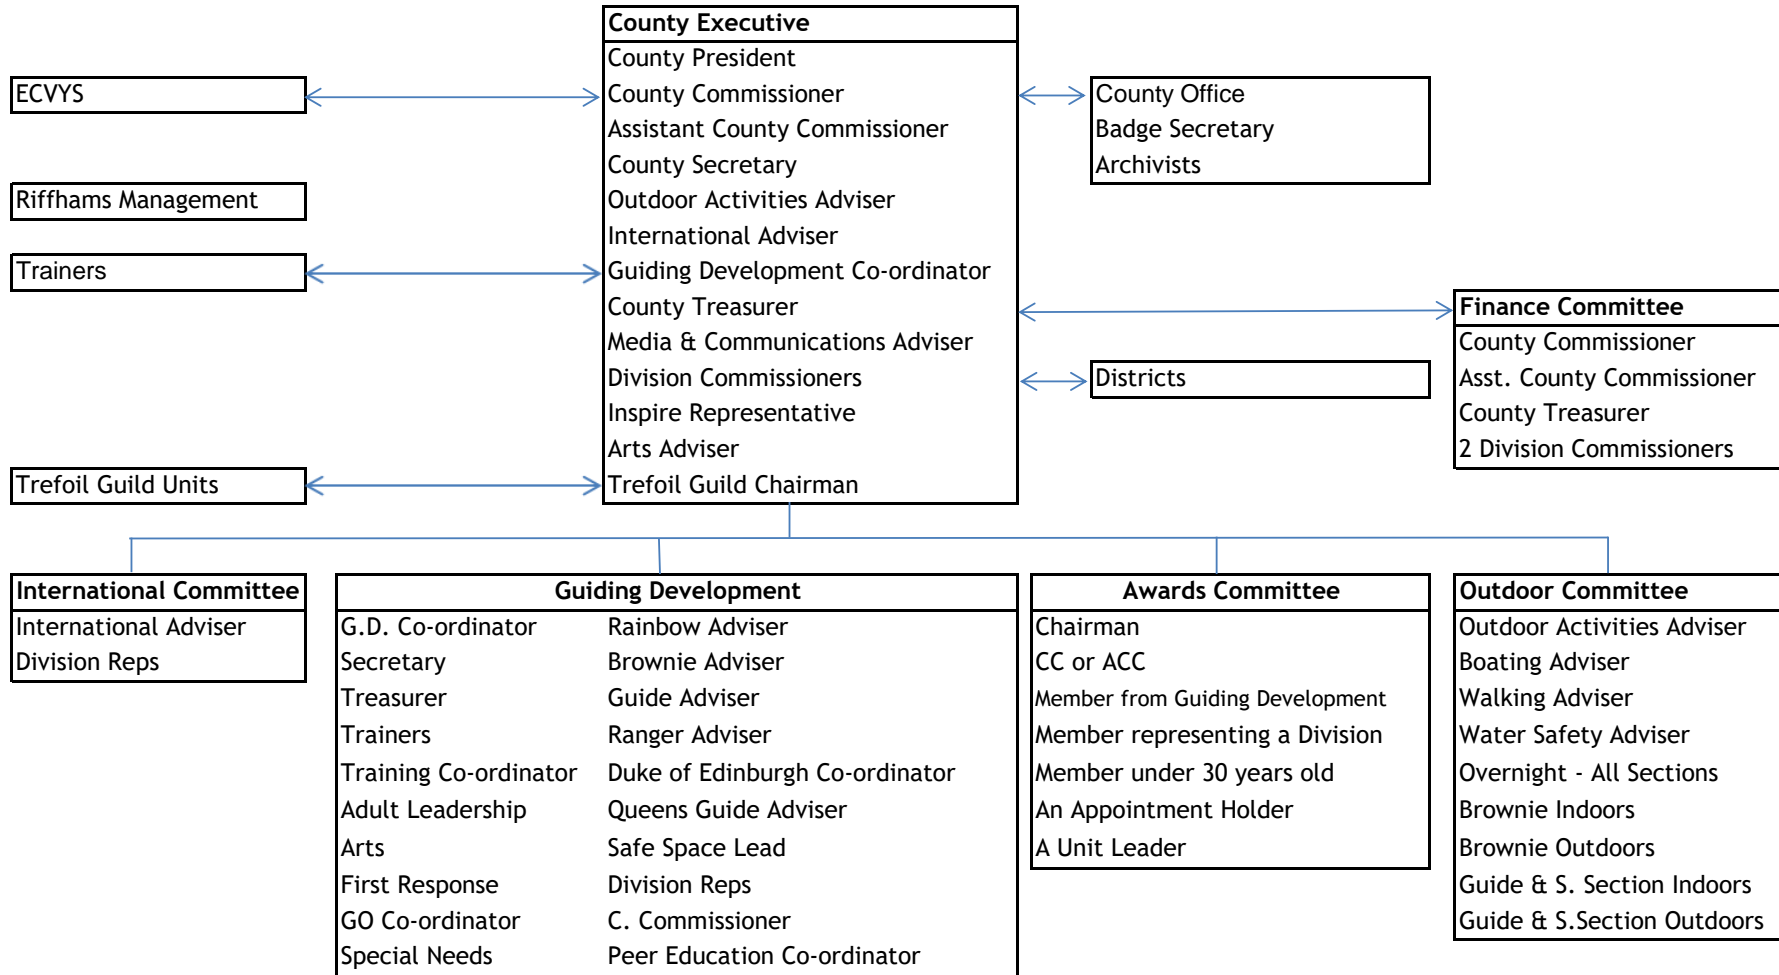 County Executive
County President
County Commissioner
Assistant County Commissioner
County Secretary
Outdoor Activities Adviser
International Adviser
Guiding Development Co-ordinator
County Treasurer
Media & Communications Adviser
Division Commissioners
Inspire Representative
Arts Adviser
Trefoil Guild Chairman
ECVYS
Riffhams Management
Trainers
Trefoil Guild Units
County Office
Badge Secretary
Archivists
Districts
Finance Committee
County Commissioner
Asst. County Commissioner
County Treasurer
2 Division Commissioners
International Committee
International Adviser
Division Reps
Guiding Development
G.D. Co-ordinator
Secretary
Treasurer
Trainers
Training Co-ordinator
Adult Leadership
Arts
First Response
GO Co-ordinator
Special Needs
Rainbow Adviser
Brownie Adviser
Guide Adviser
Ranger Adviser
Duke of Edinburgh Co-ordinator
Queens Guide Adviser
Safe Space Lead
Division Reps
C. Commissioner
Peer Education Co-ordinator
Awards Committee
Chairman
CC or ACC
Member from Guiding Development
Member representing a Division
Member under 30 years old
An Appointment Holder
A Unit Leader
Outdoor Committee
Outdoor Activities Adviser
Boating Adviser
Walking Adviser
Water Safety Adviser
Overnight - All Sections
Brownie Indoors
Brownie Outdoors
Guide & S. Section Indoors
Guide & S.Section Outdoors